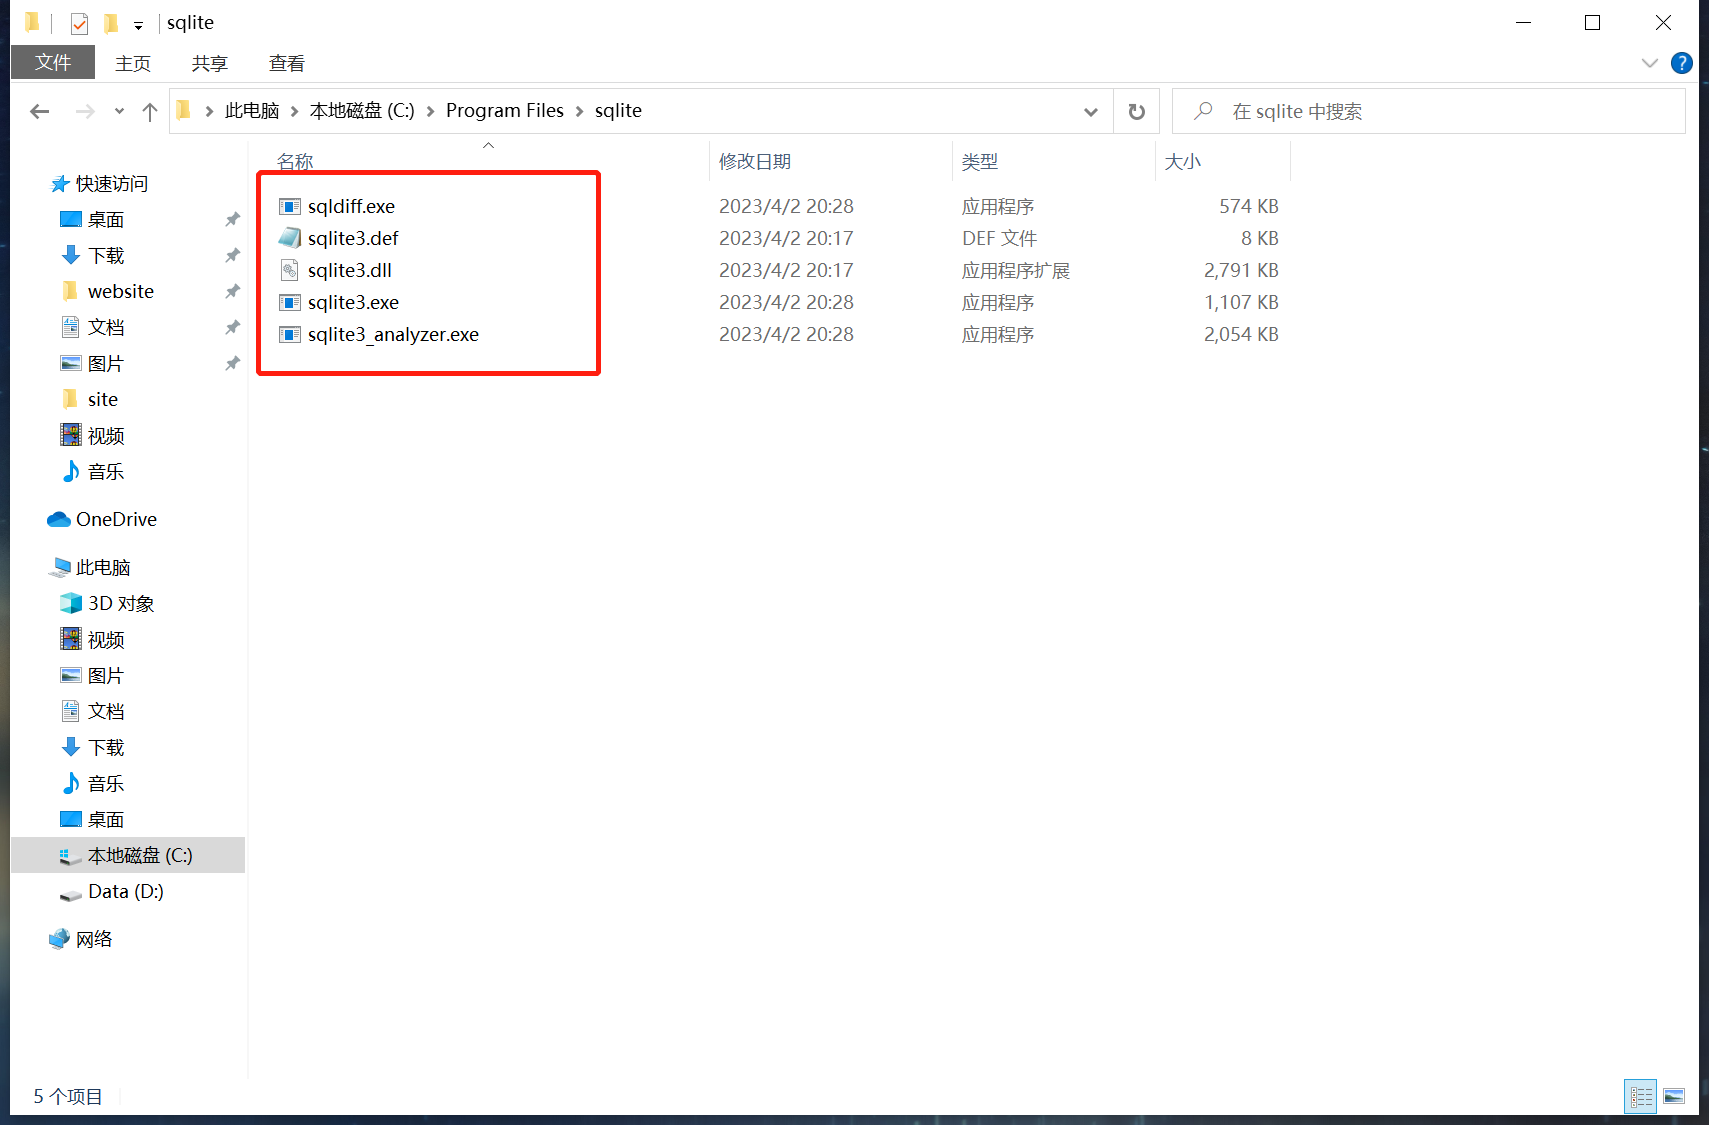 sqlite
文件 主页 共享 查看
此电脑 本地磁盘 (C:) Program Files sqlite 在 sqlite 中搜索
名称 修改日期 类型 大小
sqldiff.exe 2023/4/2 20:28 应用程序 574 KB
sqlite3.def 2023/4/2 20:17 DEF 文件 8 KB
sqlite3.dll 2023/4/2 20:17 应用程序扩展 2,791 KB
sqlite3.exe 2023/4/2 20:28 应用程序 1,107 KB
sqlite3_analyzer.exe 2023/4/2 20:28 应用程序 2,054 KB
快速访问
桌面
下载
website
文档
图片
site
视频
音乐
OneDrive
此电脑
3D 对象
视频
图片
文档
下载
音乐
桌面
本地磁盘 (C:)
Data (D:)
网络
5 个项目